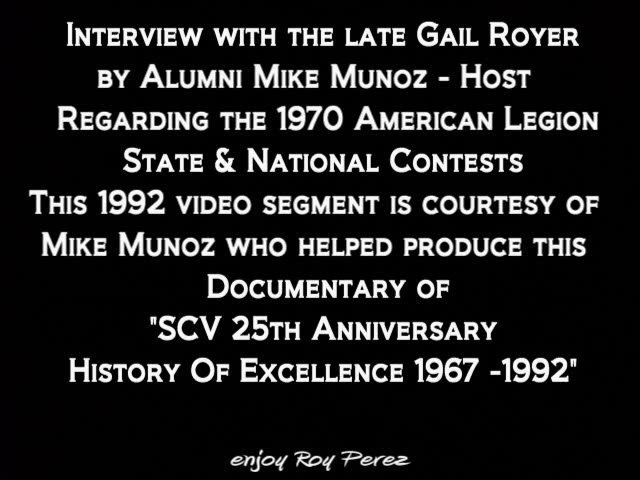 Interview with the late Gail Royer
by Alumni Mike Munoz - Host
Regarding the 1970 American Legion
State & National Contests
This 1992 video segment is courtesy of
Mike Munoz who helped produce this
Documentary of
"SCV 25th Anniversary
History Of Excellence 1967 -1992"
enjoy Roy Perez